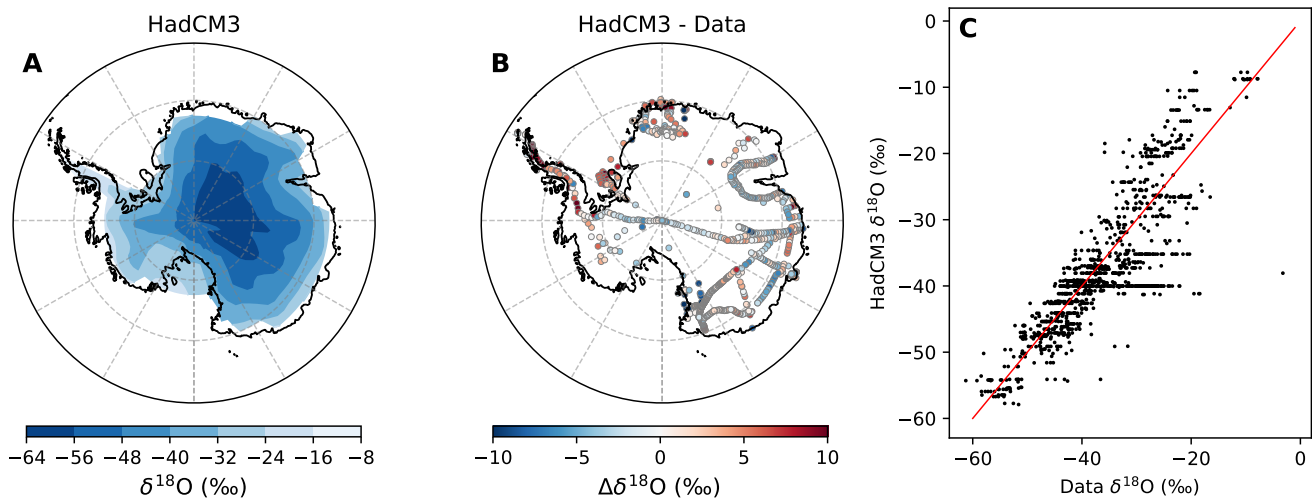 HadCM3
A
−64 −56 −48 −40 −32 −24 −16 −8
δ¹⁸O (‰)
HadCM3 - Data
B
−10 −5 0 5 10
Δδ¹⁸O (‰)
C
HadCM3 δ¹⁸O (‰)
0
−10
−20
−30
−40
−50
−60
−60 −40 −20 0
Data δ¹⁸O (‰)